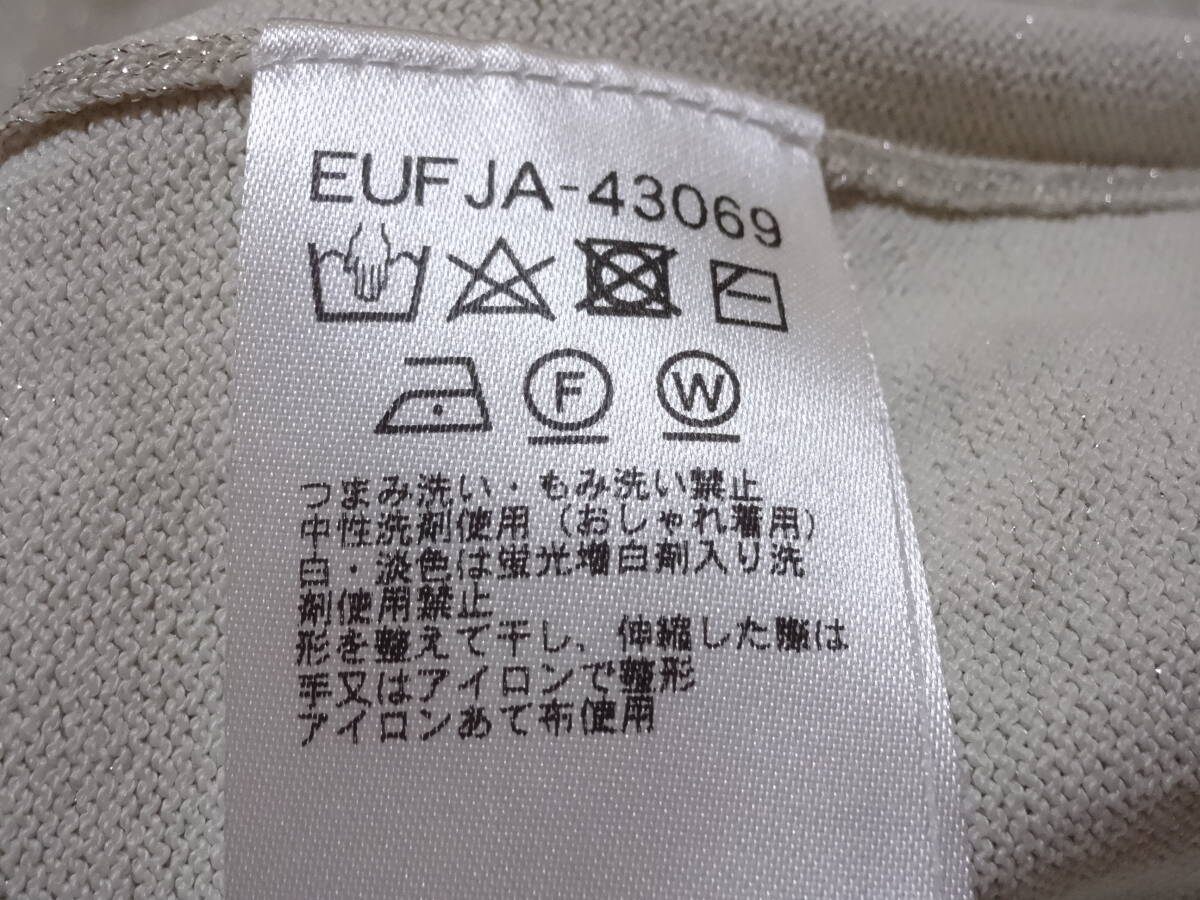 EUFJA-43069
F W
つまみ洗い・もみ洗い禁止
中性洗剤使用(おしゃれ着用)
白・淡色は蛍光増白剤入り洗
剤使用禁止
形を整えて干し、伸縮した際は
手又はアイロンで整形
アイロンあて布使用